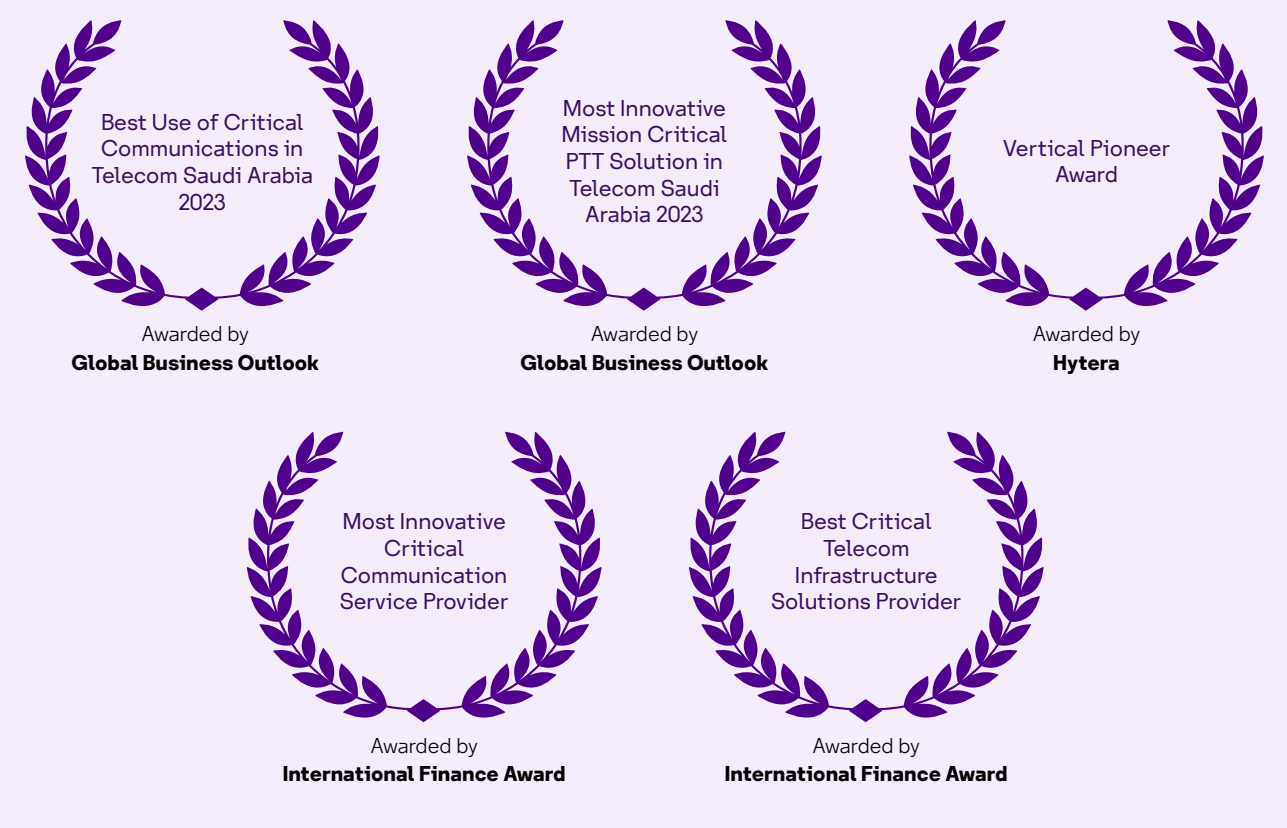 Best Use of Critical
Communications in
Telecom Saudi Arabia
2023
Awarded by
Global Business Outlook
Most Innovative
Mission Critical
PTT Solution in
Telecom Saudi
Arabia 2023
Awarded by
Global Business Outlook
Vertical Pioneer
Award
Awarded by
Hytera
Most Innovative
Critical
Communication
Service Provider
Awarded by
International Finance Award
Best Critical
Telecom
Infrastructure
Solutions Provider
Awarded by
International Finance Award